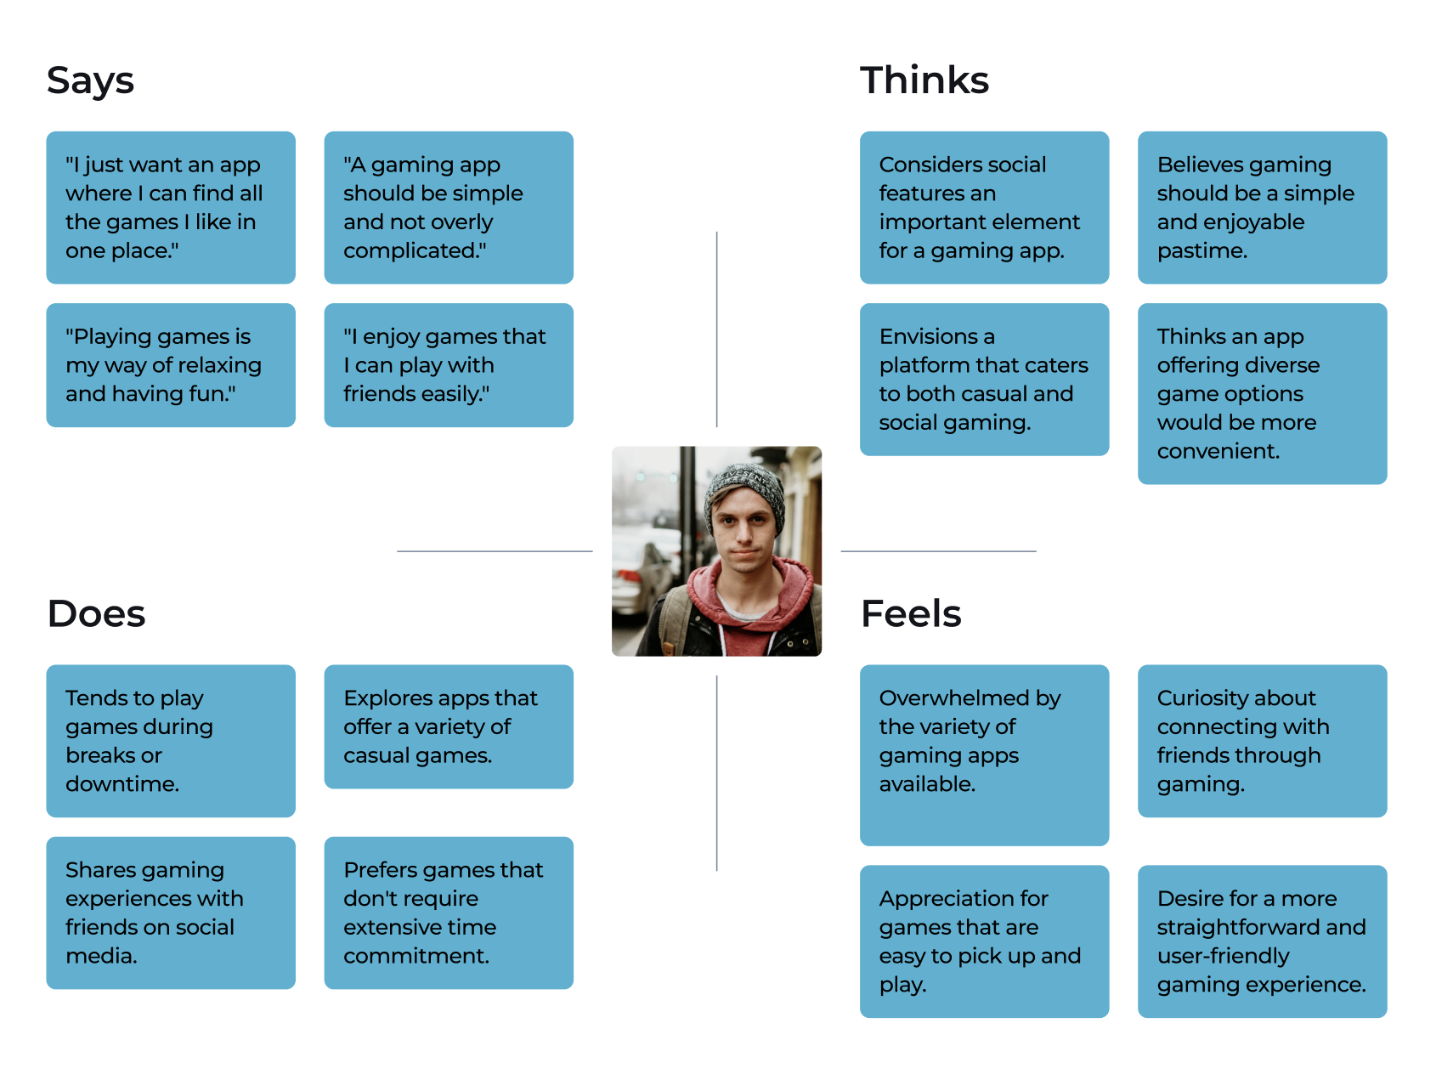 Says
"I just want an app
where I can find all
the games I like in
one place."
"A gaming app
should be simple
and not overly
complicated."
"Playing games is
my way of relaxing
and having fun."
"I enjoy games that
I can play with
friends easily."
Thinks
Considers social
features an
important element
for a gaming app.
Believes gaming
should be a simple
and enjoyable
pastime.
Envisions a
platform that caters
to both casual and
social gaming.
Thinks an app
offering diverse
game options
would be more
convenient.
Does
Tends to play
games during
breaks or
downtime.
Explores apps that
offer a variety of
casual games.
Shares gaming
experiences with
friends on social
media.
Prefers games that
don't require
extensive time
commitment.
Feels
Overwhelmed by
the variety of
gaming apps
available.
Curiosity about
connecting with
friends through
gaming.
Appreciation for
games that are
easy to pick up and
play.
Desire for a more
straightforward and
user-friendly
gaming experience.